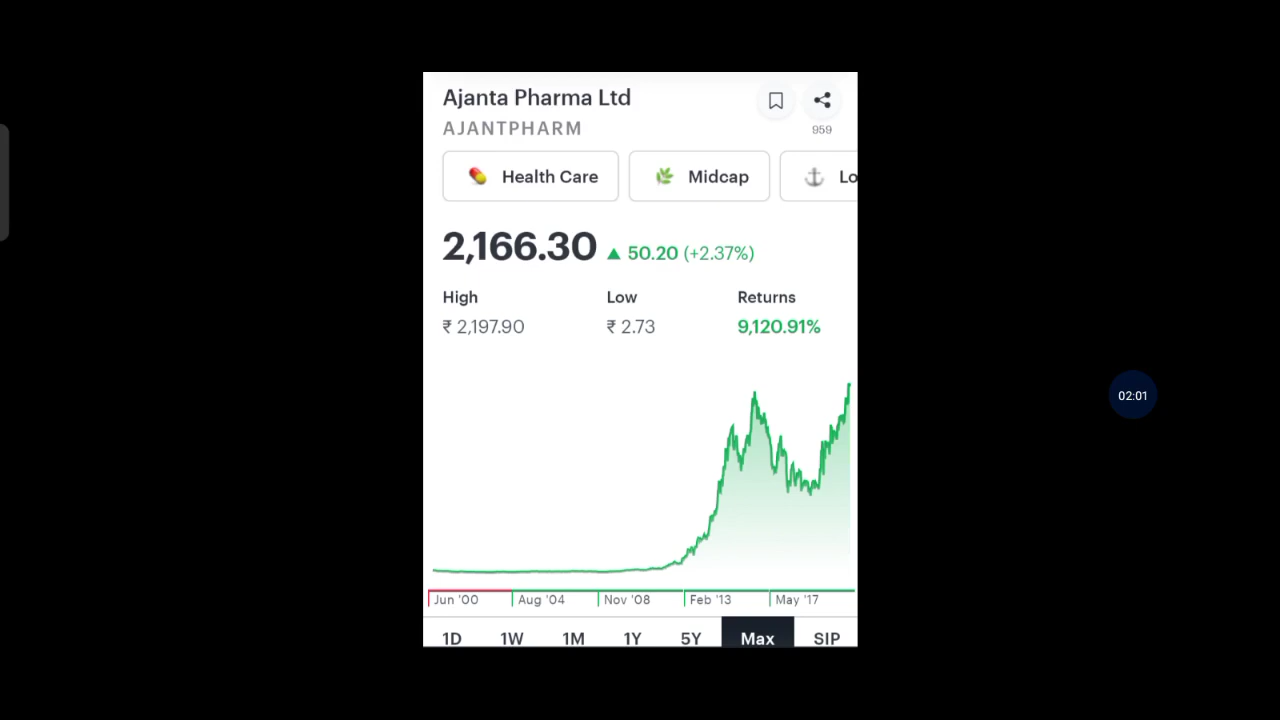 Ajanta Pharma Ltd
AJANTPHARM
959
Health Care Midcap Lo
2,166.30 ▲ 50.20 (+2.37%)
High Low Returns
₹ 2,197.90 ₹ 2.73 9,120.91%
02:01
Jun '00 Aug '04 Nov '08 Feb '13 May '17
1D 1W 1M 1Y 5Y Max SIP